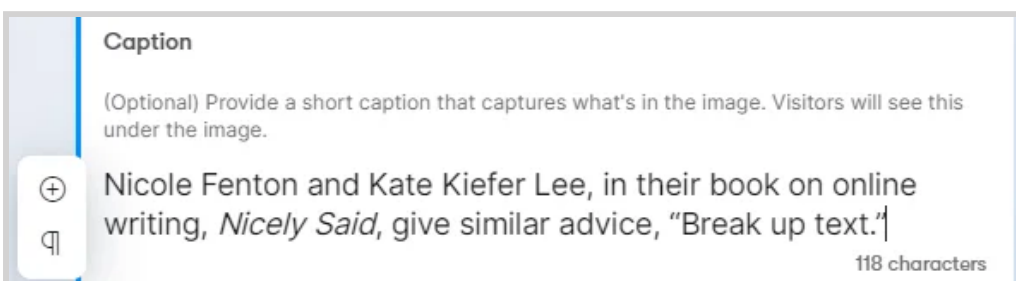 Caption
(Optional) Provide a short caption that captures what's in the image. Visitors will see this
under the image.
Nicole Fenton and Kate Kiefer Lee, in their book on online
writing, Nicely Said, give similar advice, “Break up text.”
118 characters